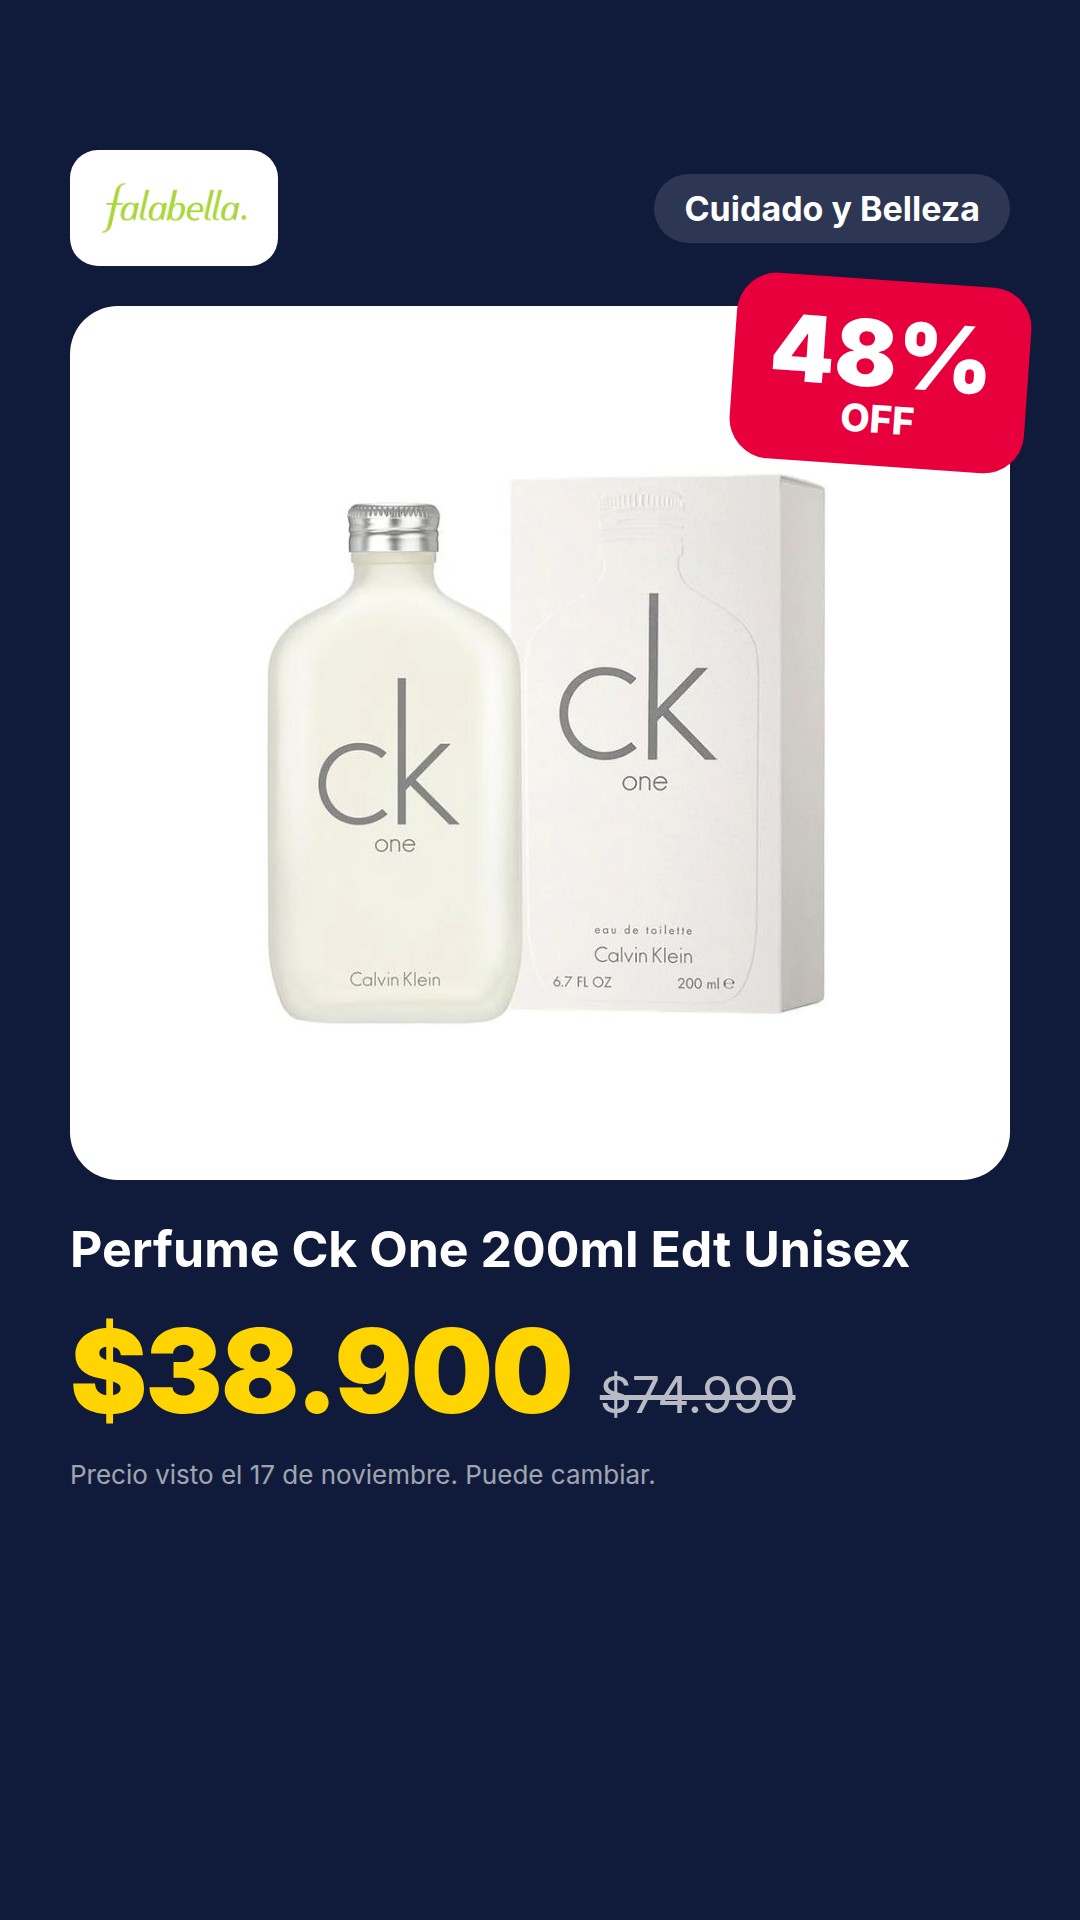 falabella.
Cuidado y Belleza
48%
OFF
ck
one
Calvin Klein
ck
one
eau de toilette
Calvin Klein
6.7 FL OZ 200 ml ℮
Perfume Ck One 200ml Edt Unisex
$38.900 $74.990
Precio visto el 17 de noviembre. Puede cambiar.